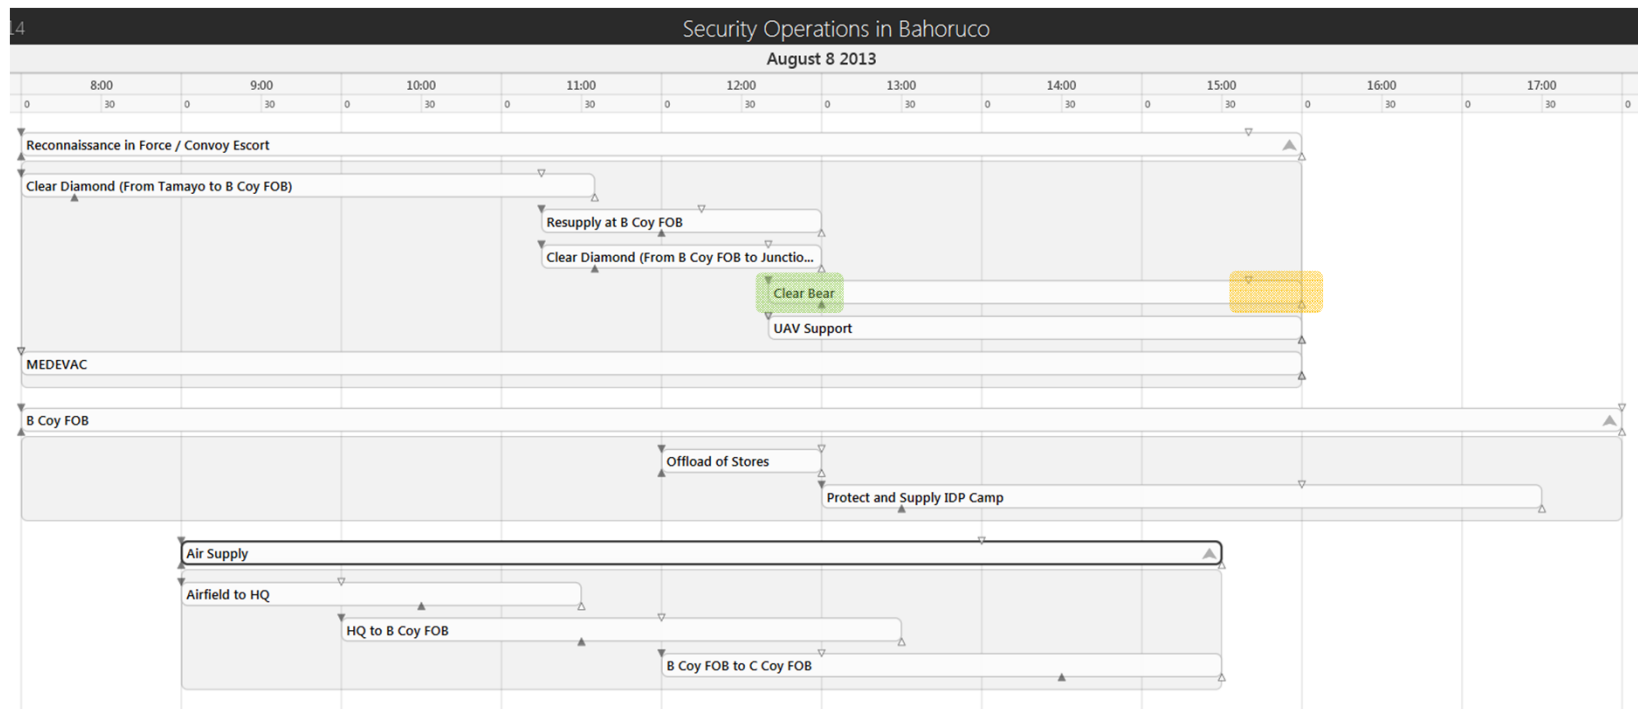 14
Security Operations in Bahoruco
August 8 2013
8:00 9:00 10:00 11:00 12:00 13:00 14:00 15:00 16:00 17:00
0 30 0 30 0 30 0 30 0 30 0 30 0 30 0 30 0 30 0 30 0
Reconnaissance in Force / Convoy Escort
Clear Diamond (From Tamayo to B Coy FOB)
Resupply at B Coy FOB
Clear Diamond (From B Coy FOB to Junctio...
Clear Bear
UAV Support
MEDEVAC
B Coy FOB
Offload of Stores
Protect and Supply IDP Camp
Air Supply
Airfield to HQ
HQ to B Coy FOB
B Coy FOB to C Coy FOB